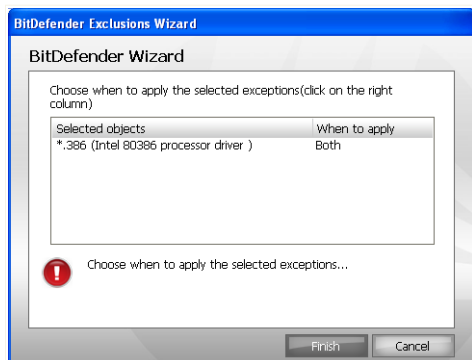 BitDefender Exclusions Wizard
BitDefender Wizard
Choose when to apply the selected exceptions(click on the right
column)
Selected objects When to apply
*.386 (Intel 80386 processor driver ) Both
Choose when to apply the selected exceptions...
Finish Cancel